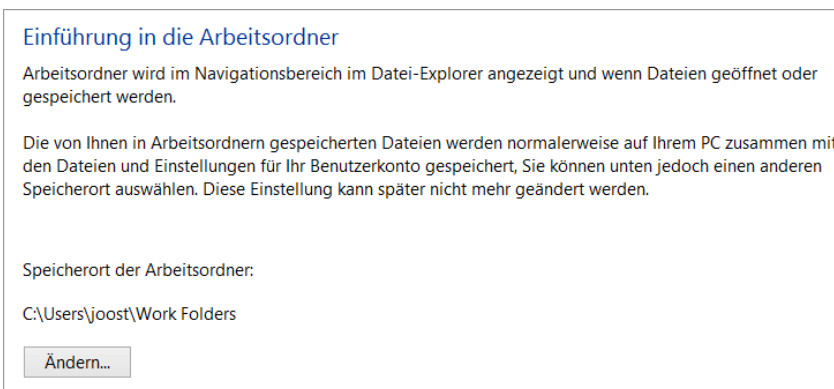 Einführung in die Arbeitsordner
Arbeitsordner wird im Navigationsbereich im Datei-Explorer angezeigt und wenn Dateien geöffnet oder
gespeichert werden.
Die von Ihnen in Arbeitsordnern gespeicherten Dateien werden normalerweise auf Ihrem PC zusammen mit
den Dateien und Einstellungen für Ihr Benutzerkonto gespeichert, Sie können unten jedoch einen anderen
Speicherort auswählen. Diese Einstellung kann später nicht mehr geändert werden.
Speicherort der Arbeitsordner:
C:\Users\joost\Work Folders
Ändern...